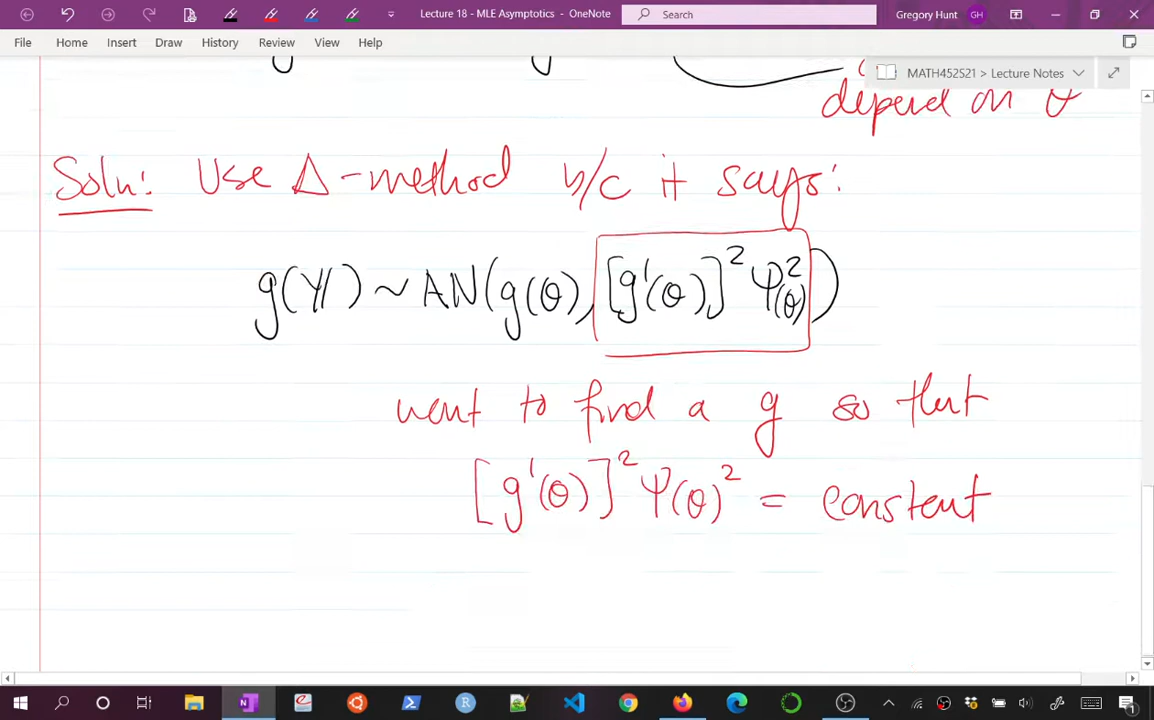 Lecture 18 - MLE Asymptotics - OneNote
Search
Gregory Hunt
GH
File Home Insert Draw History Review View Help
MATH452S21 > Lecture Notes
depend on θ
Soln: Use Δ-method b/c it says:
g(Y) ~ AN(g(θ), [g'(θ)]² Ψ²(θ))
want to find a g so that
[g'(θ)]² Ψ(θ)² = constant